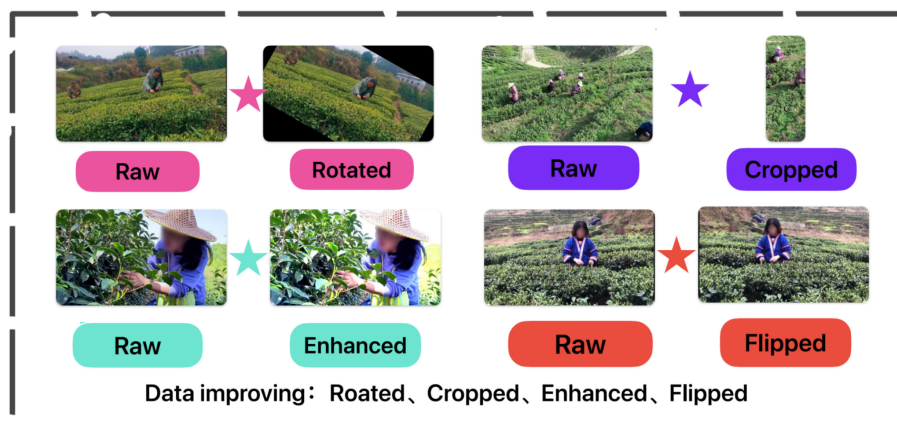 Raw
Rotated
Raw
Cropped
Raw
Enhanced
Raw
Flipped
Data improving：Roated、Cropped、Enhanced、Flipped